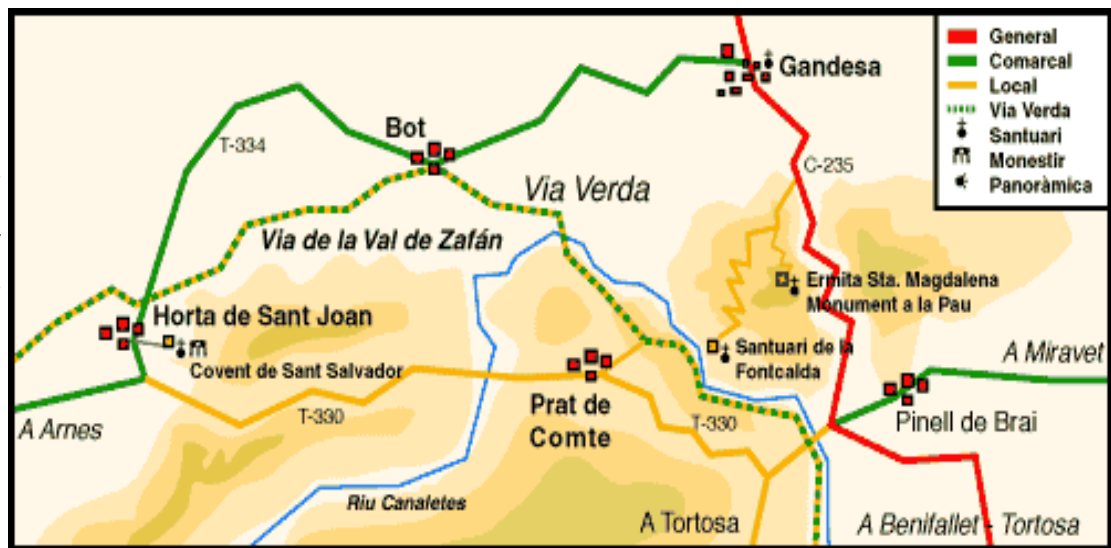 General
Comarcal
Local
Via Verda
Santuari
Monestir
Panoràmica
Gandesa
Bot
T-334
C-235
Via Verda
Via de la Val de Zafán
Ermita Sta. Magdalena
Monument a la Pau
Horta de Sant Joan
Covent de Sant Salvador
Santuari de la
Fontcalda
A Miravet
Prat de
Comte
Pinell de Brai
A Arnes
T-330
T-330
Riu Canaletes
A Tortosa
A Benifallet - Tortosa